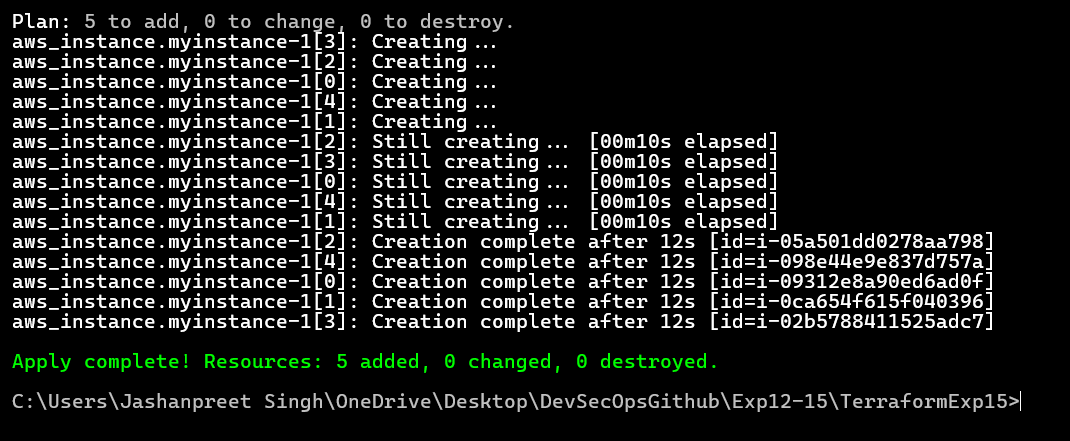 Plan: 5 to add, 0 to change, 0 to destroy.
aws_instance.myinstance-1[3]: Creating...
aws_instance.myinstance-1[2]: Creating...
aws_instance.myinstance-1[0]: Creating...
aws_instance.myinstance-1[4]: Creating...
aws_instance.myinstance-1[1]: Creating...
aws_instance.myinstance-1[2]: Still creating... [00m10s elapsed]
aws_instance.myinstance-1[3]: Still creating... [00m10s elapsed]
aws_instance.myinstance-1[0]: Still creating... [00m10s elapsed]
aws_instance.myinstance-1[4]: Still creating... [00m10s elapsed]
aws_instance.myinstance-1[1]: Still creating... [00m10s elapsed]
aws_instance.myinstance-1[2]: Creation complete after 12s [id=i-05a501dd0278aa798]
aws_instance.myinstance-1[4]: Creation complete after 12s [id=i-098e44e9e837d757a]
aws_instance.myinstance-1[0]: Creation complete after 12s [id=i-09312e8a90ed6ad0f]
aws_instance.myinstance-1[1]: Creation complete after 12s [id=i-0ca654f615f040396]
aws_instance.myinstance-1[3]: Creation complete after 12s [id=i-02b5788411525adc7]
Apply complete! Resources: 5 added, 0 changed, 0 destroyed.
C:\Users\Jashanpreet Singh\OneDrive\Desktop\DevSecOpsGithub\Exp12-15\TerraformExp15>